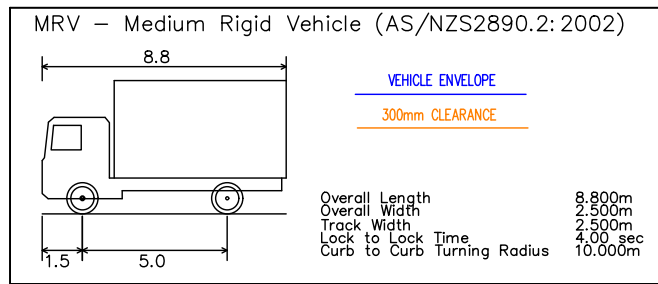 MRV - Medium Rigid Vehicle (AS/NZS2890.2:2002)
8.8
VEHICLE ENVELOPE
300mm CLEARANCE
Overall Length 8.800m
Overall Width 2.500m
Track Width 2.500m
Lock to Lock Time 4.00 sec
Curb to Curb Turning Radius 10.000m
1.5 5.0